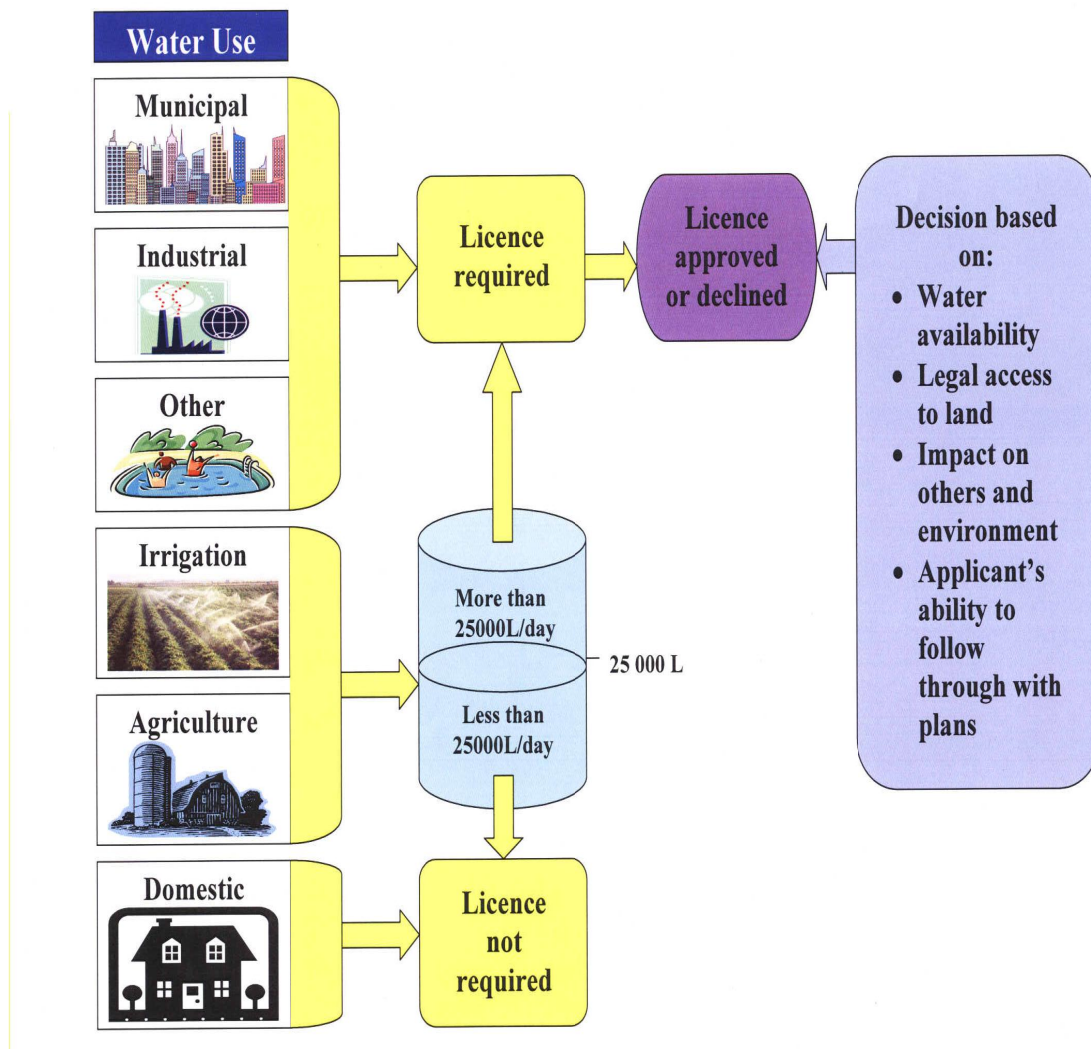 Water Use
Municipal
Industrial
Other
Irrigation
Agriculture
Domestic
Licence
required
More than
25000L/day
25 000 L
Less than
25000L/day
Licence
not
required
Licence
approved
or declined
Decision based
on:
• Water
availability
• Legal access
to land
• Impact on
others and
environment
• Applicant’s
ability to
follow
through with
plans